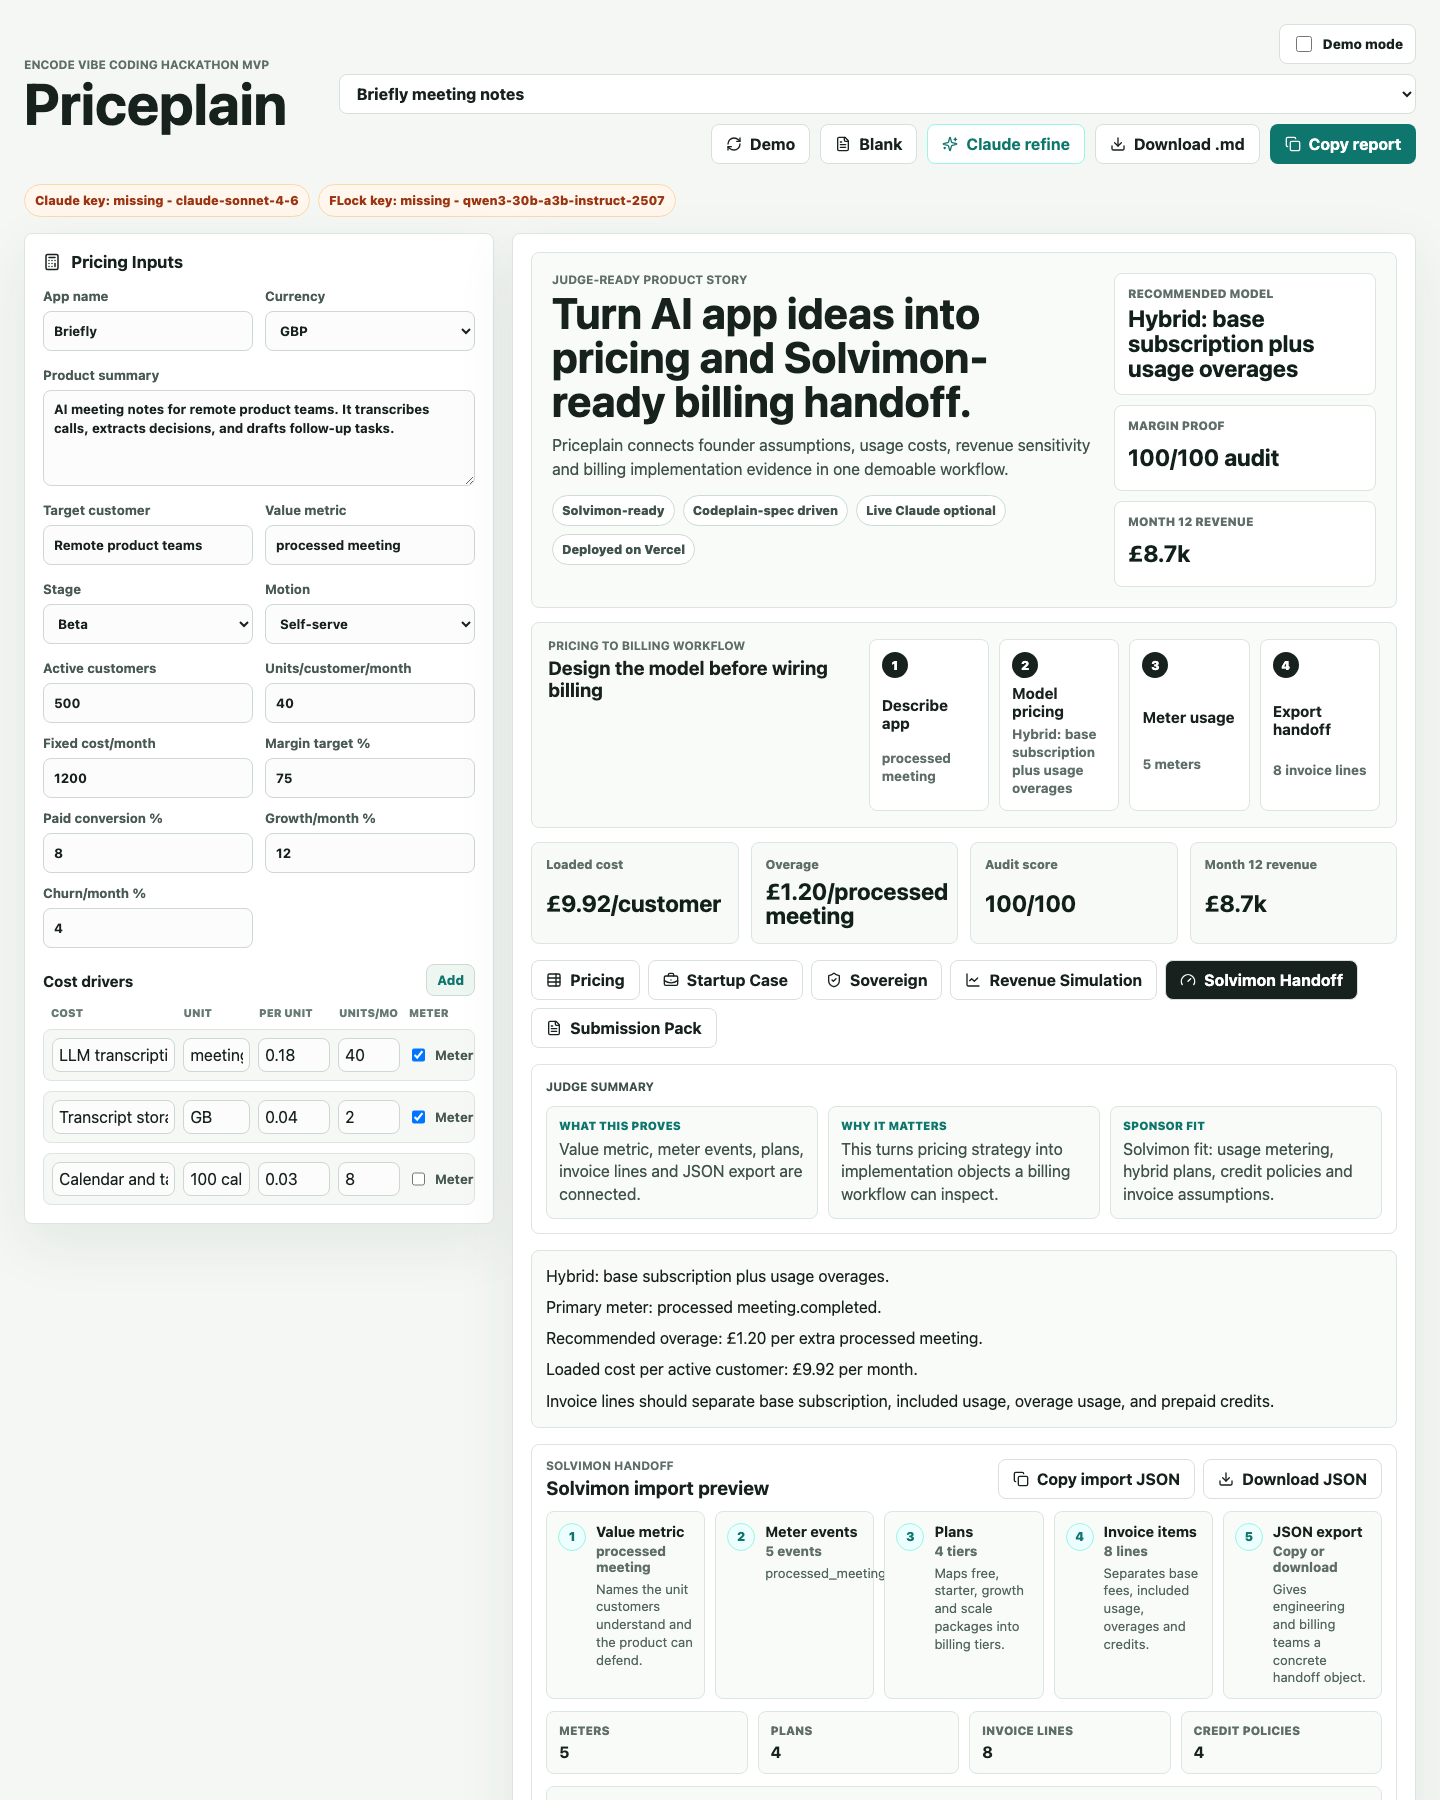 Demo mode
ENCODE VIBE CODING HACKATHON MVP
Priceplain
Briefly meeting notes
Demo
Blank
Claude refine
Download .md
Copy report
Claude key: missing - claude-sonnet-4-6
FLock key: missing - qwen3-30b-a3b-instruct-2507
Pricing Inputs
App name
Currency
Briefly
GBP
Product summary
AI meeting notes for remote product teams. It transcribes
calls, extracts decisions, and drafts follow-up tasks.
Target customer
Value metric
Remote product teams
processed meeting
Stage
Motion
Beta
Self-serve
Active customers
Units/customer/month
500
40
Fixed cost/month
Margin target %
1200
75
Paid conversion %
Growth/month %
8
12
Churn/month %
4
Cost drivers
Add
COST
UNIT
PER UNIT
UNITS/MO
METER
LLM transcripti
meeting
0.18
40
Meter
Transcript stora
GB
0.04
2
Meter
Calendar and ta
100 cal
0.03
8
Meter
JUDGE-READY PRODUCT STORY
Turn AI app ideas into
pricing and Solvimon-
ready billing handoff.
Priceplain connects founder assumptions, usage costs, revenue sensitivity
and billing implementation evidence in one demoable workflow.
Solvimon-ready
Codeplain-spec driven
Live Claude optional
Deployed on Vercel
RECOMMENDED MODEL
Hybrid: base
subscription plus
usage overages
MARGIN PROOF
100/100 audit
MONTH 12 REVENUE
£8.7k
PRICING TO BILLING WORKFLOW
Design the model before wiring
billing
1
Describe
app
processed
meeting
2
Model
pricing
Hybrid: base
subscription
plus usage
overages
3
Meter usage
5 meters
4
Export
handoff
8 invoice lines
Loaded cost
£9.92/customer
Overage
£1.20/processed
meeting
Audit score
100/100
Month 12 revenue
£8.7k
Pricing
Startup Case
Sovereign
Revenue Simulation
Solvimon Handoff
Submission Pack
JUDGE SUMMARY
WHAT THIS PROVES
Value metric, meter events, plans,
invoice lines and JSON export are
connected.
WHY IT MATTERS
This turns pricing strategy into
implementation objects a billing
workflow can inspect.
SPONSOR FIT
Solvimon fit: usage metering,
hybrid plans, credit policies and
invoice assumptions.
Hybrid: base subscription plus usage overages.
Primary meter: processed meeting.completed.
Recommended overage: £1.20 per extra processed meeting.
Loaded cost per active customer: £9.92 per month.
Invoice lines should separate base subscription, included usage, overage usage, and prepaid credits.
SOLVIMON HANDOFF
Solvimon import preview
Copy import JSON
Download JSON
1
Value metric
processed
meeting
Names the unit
customers
understand and
the product can
defend.
2
Meter events
5 events
processed_meeting
3
Plans
4 tiers
Maps free,
starter, growth
and scale
packages into
billing tiers.
4
Invoice items
8 lines
Separates base
fees, included
usage,
overages and
credits.
5
JSON export
Copy or
download
Gives
engineering
and billing
teams a
concrete
handoff object.
METERS
5
PLANS
4
INVOICE LINES
8
CREDIT POLICIES
4